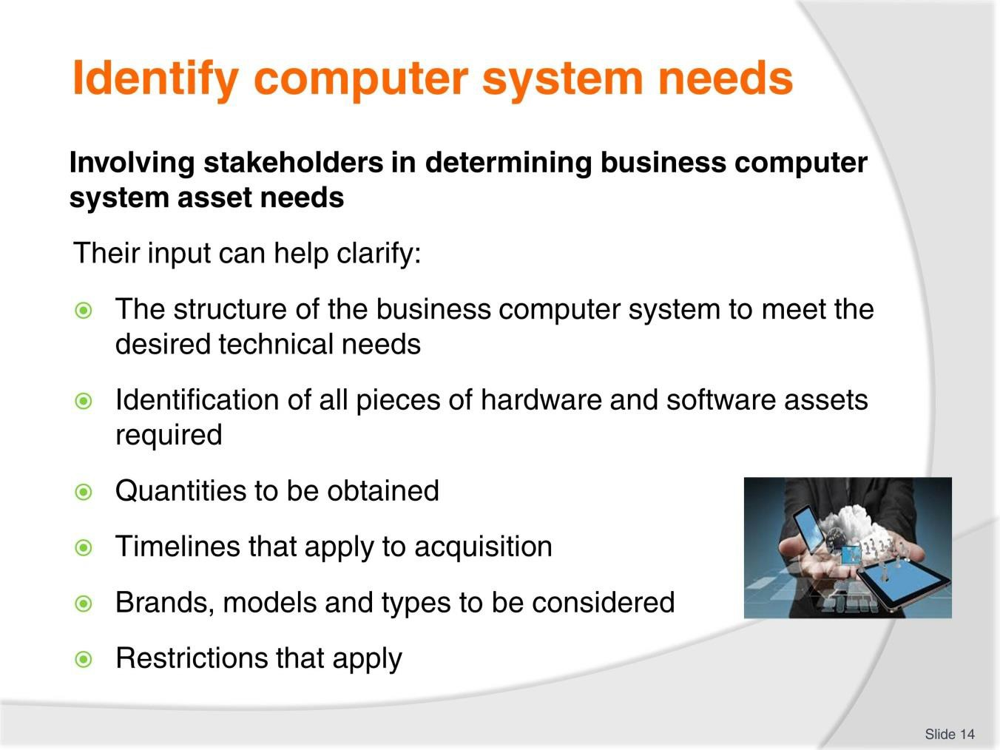 Identify computer system needs
Involving stakeholders in determining business computer
system asset needs
Their input can help clarify:
The structure of the business computer system to meet the
desired technical needs
Identification of all pieces of hardware and software assets
required
Quantities to be obtained
Timelines that apply to acquisition
Brands, models and types to be considered
Restrictions that apply
Slide 14